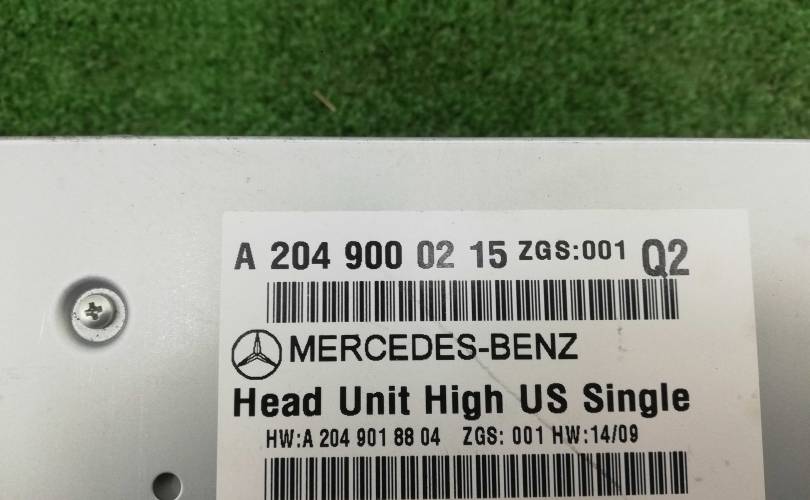 A 204 900 02 15 ZGS:001 Q2
MERCEDES-BENZ
Head Unit High US Single
HW:A 204 901 88 04 ZGS: 001 HW:14/09